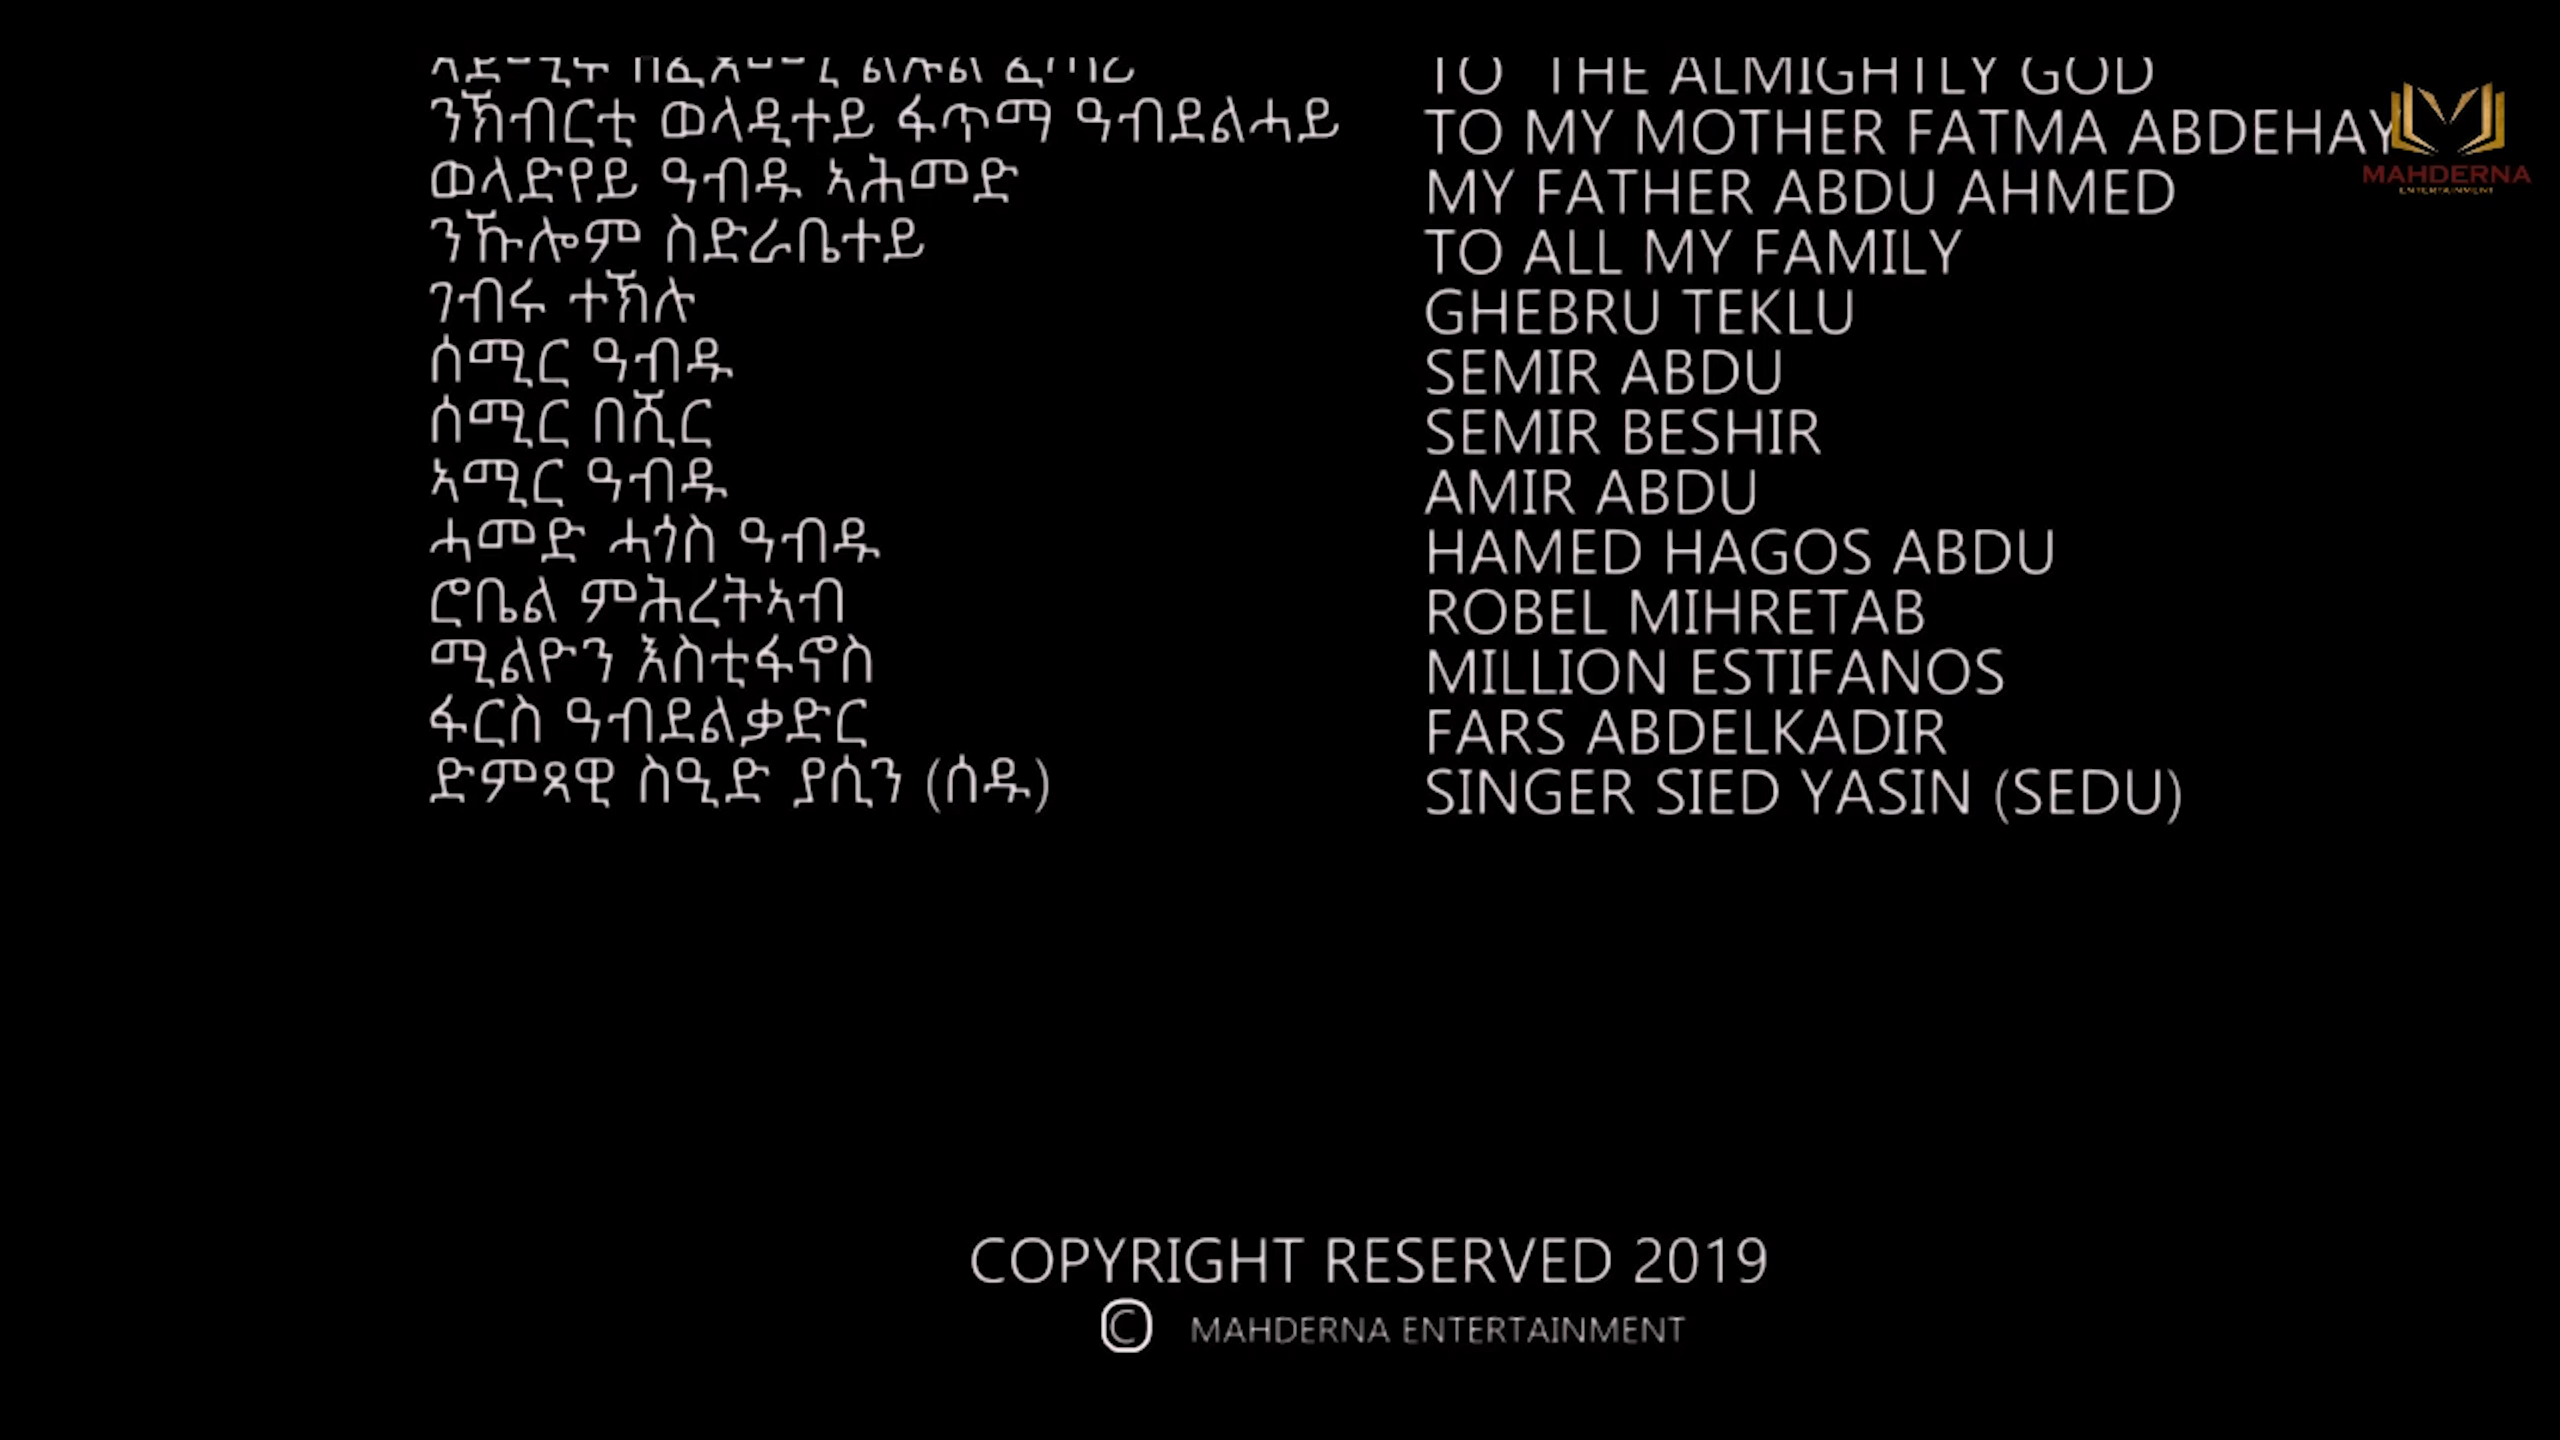 ልዑል ፈጣሪ TO THE ALMIGHTLY GOD
ንኽብርቲ ወላዲተይ ፋጥማ ዓብደልሓይ TO MY MOTHER FATMA ABDEHAY
ወላድየይ ዓብዱ ኣሕመድ MY FATHER ABDU AHMED
ንኹሎም ስድራቤተይ TO ALL MY FAMILY
ገብሩ ተኽሉ GHEBRU TEKLU
ሰሚር ዓብዱ SEMIR ABDU
ሰሚር በሺር SEMIR BESHIR
ኣሚር ዓብዱ AMIR ABDU
ሓመድ ሓጎስ ዓብዱ HAMED HAGOS ABDU
ሮቤል ምሕረትኣብ ROBEL MIHRETAB
ሚልዮን እስቲፋኖስ MILLION ESTIFANOS
ፋርስ ዓብደልቃድር FARS ABDELKADIR
ድምጻዊ ስዒድ ያሲን (ሰዱ) SINGER SIED YASIN (SEDU)
MAHDERNA
ENTERTAINMENT
COPYRIGHT RESERVED 2019
© MAHDERNA ENTERTAINMENT